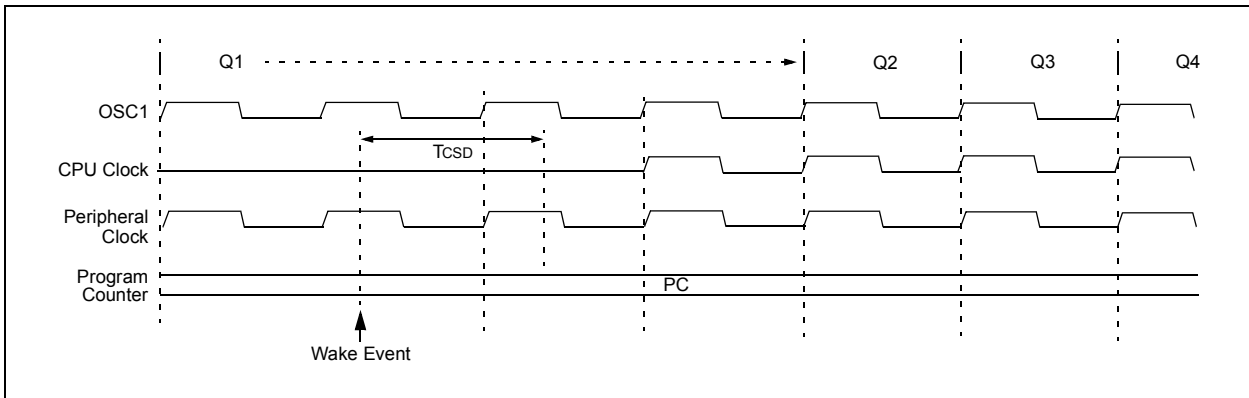 Q1
Q2
Q3
Q4
OSC1
TCSD
CPU Clock
Peripheral
Clock
Program
Counter
PC
Wake Event